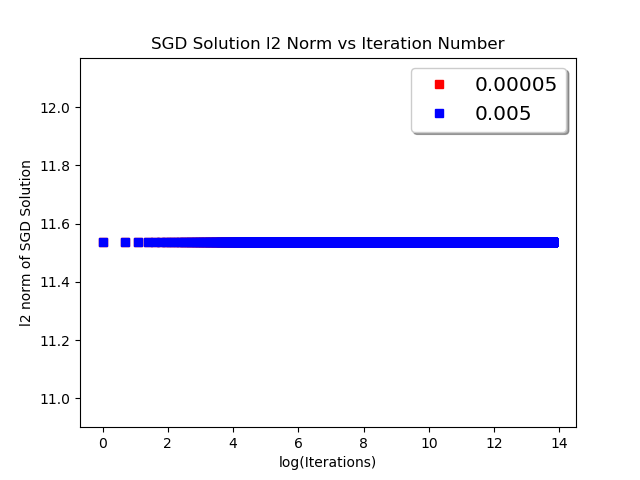 SGD Solution l2 Norm vs Iteration Number
0.00005
0.005
12.0
11.8
11.6
11.4
11.2
11.0
l2 norm of SGD Solution
0 2 4 6 8 10 12 14
log(Iterations)